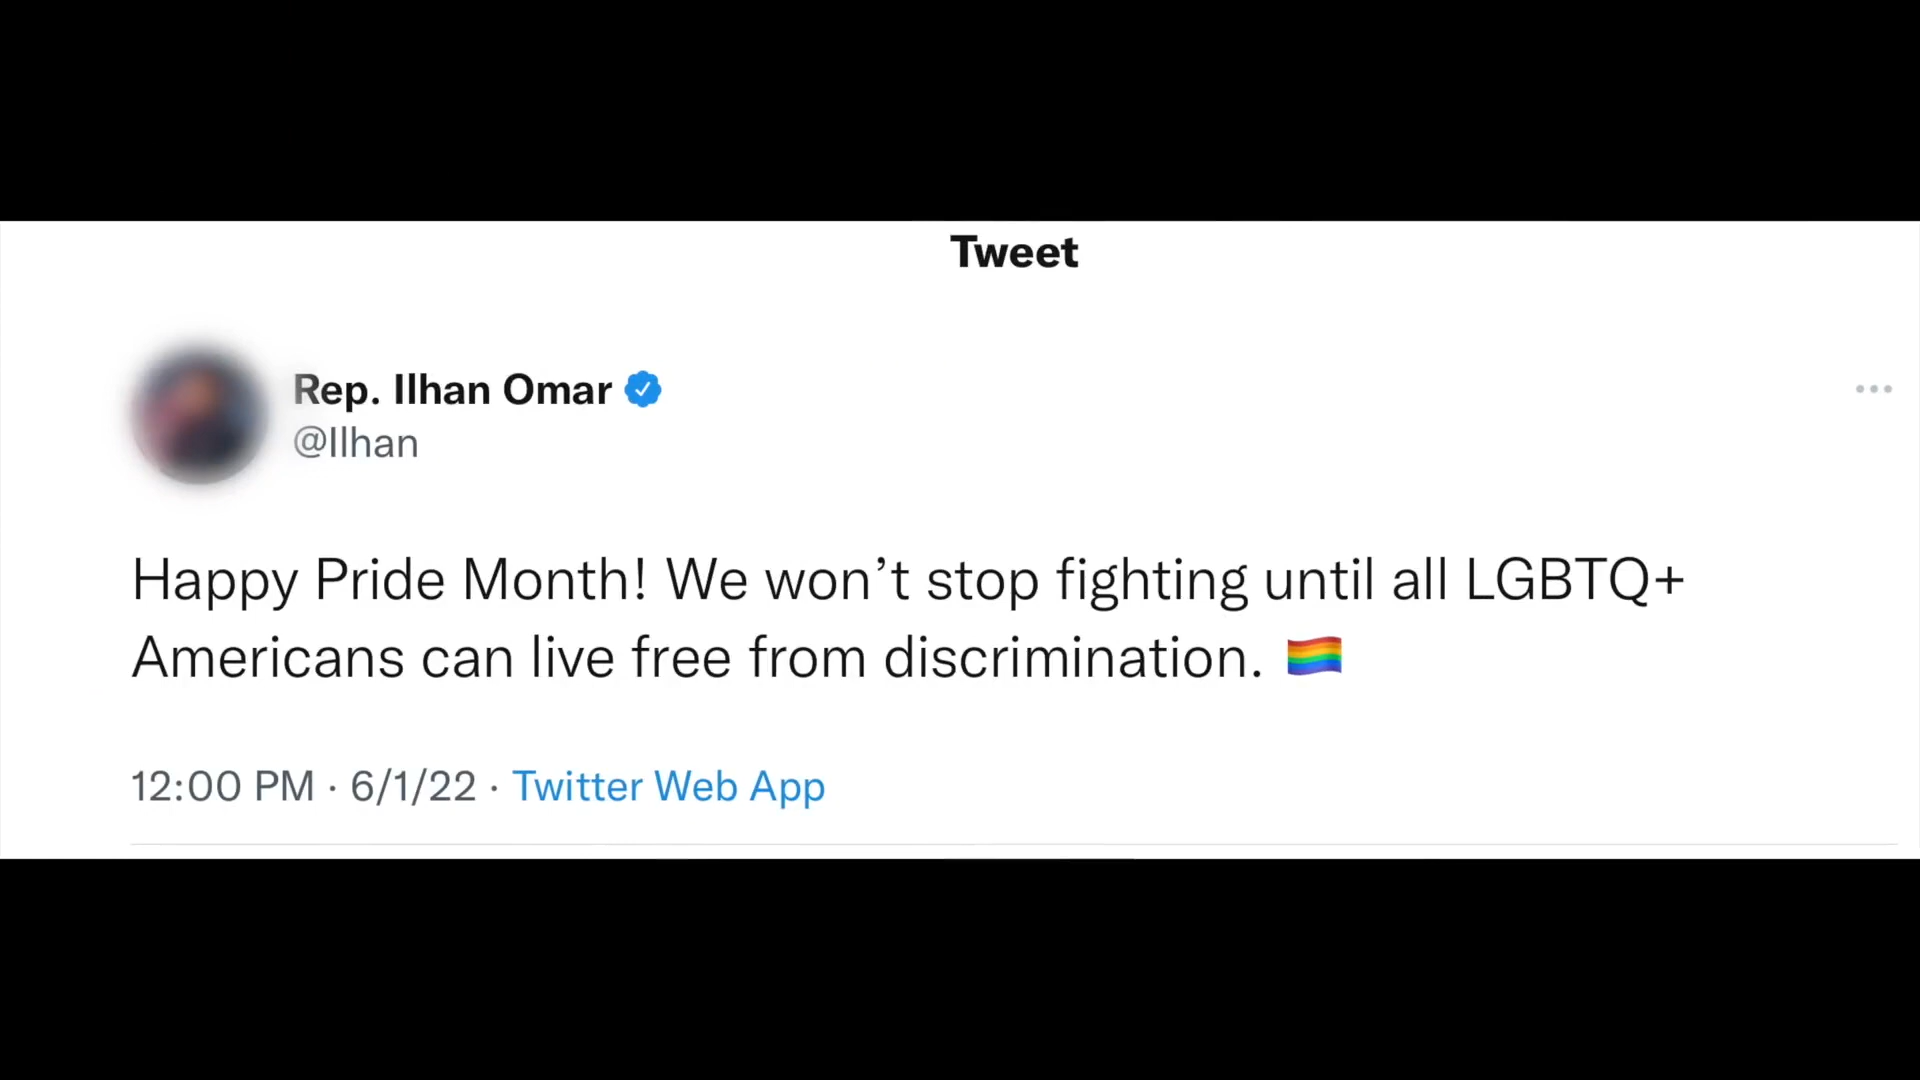 Tweet
Rep. Ilhan Omar
@Ilhan
Happy Pride Month! We won’t stop fighting until all LGBTQ+
Americans can live free from discrimination. 🏳️‍🌈
12:00 PM · 6/1/22 · Twitter Web App